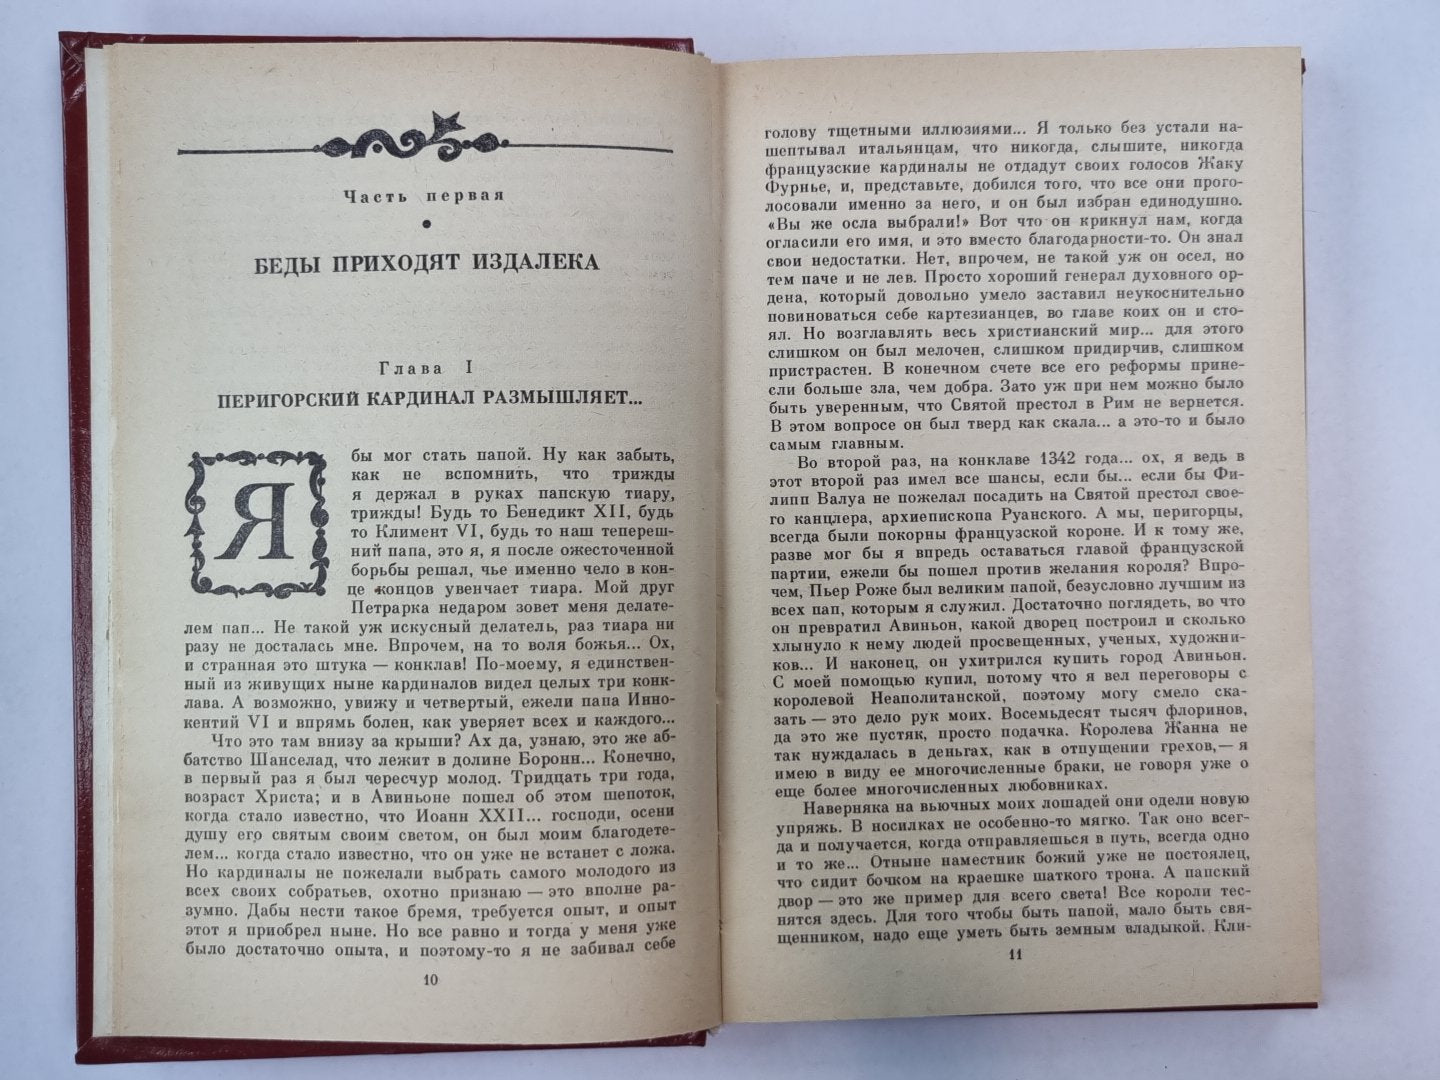 Часть первая
БЕДЫ ПРИХОДЯТ ИЗДАЛЕКА
Глава I
ПЕРИГОРСКИЙ КАРДИНАЛ РАЗМЫШЛЯЕТ...
Я бы мог стать папой. Ну как забыть,
как не вспомнить, что трижды
я держал в руках папскую тиару,
трижды! Будь то Бенедикт XII, будь
то Климент VI, будь то наш тепереш-
ний папа, это я, я после ожесточенной
борьбы решал, чье именно чело в кон-
це концов увенчает тиара. Мой друг
Петрарка недаром зовет меня делате-
лем пап... Не такой уж искусный делатель, раз тиара ни
разу не досталась мне. Впрочем, на то воля божья... Ох,
и странная это штука — конклав! По-моему, я единствен-
ный из живущих ныне кардиналов видел целых три конк-
лава. А возможно, увижу и четвертый, ежели папа Инно-
кентий VI и впрямь болен, как уверяет всех и каждого...
Что это там внизу за крыши? Ах да, узнаю, это же аб-
батство Шанселад, что лежит в долине Боронн... Конечно,
в первый раз я был чересчур молод. Тридцать три года,
возраст Христа; и в Авиньоне пошел об этом шепоток,
когда стало известно, что Иоанн XXII... господи, осени
душу его святым своим светом, он был моим благодете-
лем... когда стало известно, что он уже не встанет с ложа.
Но кардиналы не пожелали выбрать самого молодого из
всех своих собратьев, охотно признаю — это вполне ра-
зумно. Дабы нести такое бремя, требуется опыт, и опыт
этот я приобрел ныне. Но все равно и тогда у меня уже
было достаточно опыта, и поэтому-то я не забивал себе
10
голову тщетными иллюзиями... Я только без устали на-
шептывал итальянцам, что никогда, слышите, никогда
французские кардиналы не отдадут своих голосов Жаку
Фурнье, и, представьте, добился того, что все они прого-
лосовали именно за него, и он был избран единодушно.
«Вы же осла выбрали!» Вот что он крикнул нам, когда
огласили его имя, и это вместо благодарности-то. Он знал
свои недостатки. Нет, впрочем, не такой уж он осел, но
тем паче и не лев. Просто хороший генерал духовного ор-
дена, который довольно умело заставил неукоснительно
повиноваться себе картезианцев, во главе коих он и сто-
ял. Но возглавлять весь христианский мир... для этого
слишком он был мелочен, слишком придирчив, слишком
пристрастен. В конечном счете все его реформы прине-
сли больше зла, чем добра. Зато уж при нем можно было
быть уверенным, что Святой престол в Рим не вернется.
В этом вопросе он был тверд как скала... а это-то и было
самым главным.
Во второй раз, на конклаве 1342 года... ох, я ведь в
этот второй раз имел все шансы, если бы... если бы Фи-
липп Валуа не пожелал посадить на Святой престол свое-
го канцлера, архиепископа Руанского. А мы, перигорцы,
всегда были покорны французской короне. И к тому же,
разве мог бы я впредь оставаться главой французской
партии, ежели бы пошел против желания короля? Впро-
чем, Пьер Роже был великим папой, безусловно лучшим из
всех пап, которым я служил. Достаточно поглядеть, во что
он превратил Авиньон, какой дворец построил и сколько
хлынуло к нему людей просвещенных, ученых, художни-
ков... И наконец, он ухитрился купить город Авиньон.
С моей помощью купил, потому что я вел переговоры с
королевой Неаполитанской, поэтому могу смело ска-
зать — это дело рук моих. Восемьдесят тысяч флоринов,
да это же пустяк, просто подачка. Королева Жанна не
так нуждалась в деньгах, как в отпущении грехов,— я
имею в виду ее многочисленные браки, не говоря уже о
еще более многочисленных любовниках.
Наверняка на вьючных моих лошадей они одели новую
упряжь. В носилках не особенно-то мягко. Так оно всег-
да и получается, когда отправляешься в путь, всегда одно
и то же... Отныне наместник божий уже не постоялец,
что сидит бочком на краешке шаткого трона. А папский
двор — это же пример для всего света! Все короли тес-
нятся здесь. Для того чтобы быть папой, мало быть свя-
щенником, надо еще уметь быть земным владыкой. Кли-
11